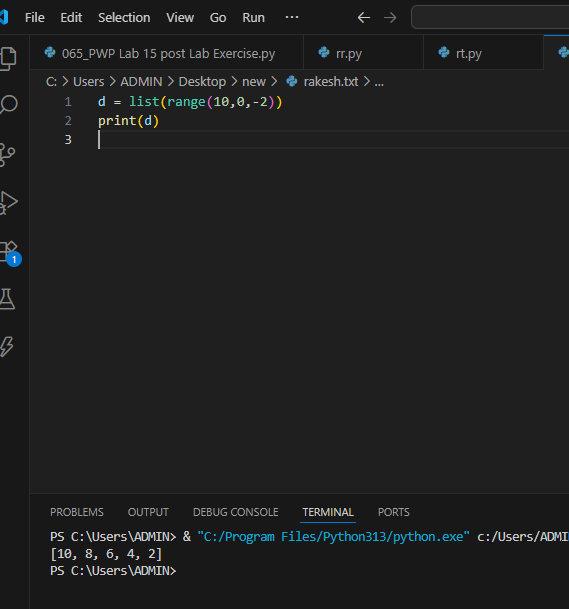 File Edit Selection View Go Run ···
065_PWP Lab 15 post Lab Exercise.py rr.py rt.py
C: > Users > ADMIN > Desktop > new > rakesh.txt > ...
1 d = list(range(10,0,-2))
2 print(d)
3
1
PROBLEMS OUTPUT DEBUG CONSOLE TERMINAL PORTS
PS C:\Users\ADMIN> & "C:/Program Files/Python313/python.exe" c:/Users/ADMI
[10, 8, 6, 4, 2]
PS C:\Users\ADMIN>